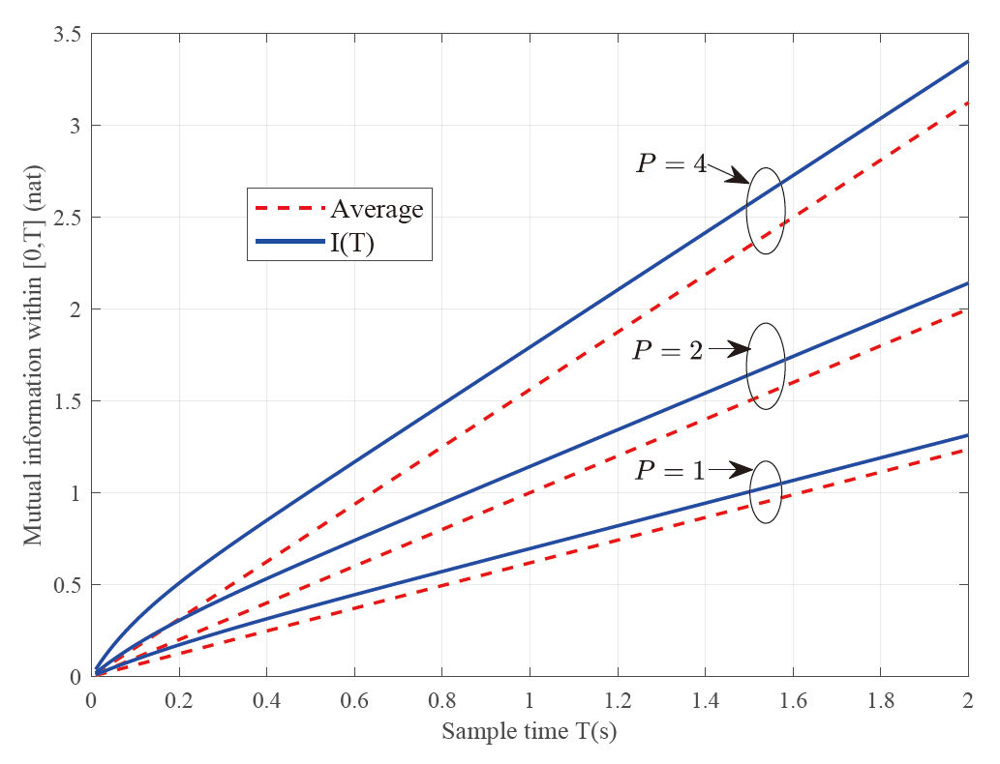 3.5
3
2.5
2
1.5
1
0.5
0
Mutual information within [0,T] (nat)
Average
I(T)
P = 4
P = 2
P = 1
0 0.2 0.4 0.6 0.8 1 1.2 1.4 1.6 1.8 2
Sample time T(s)